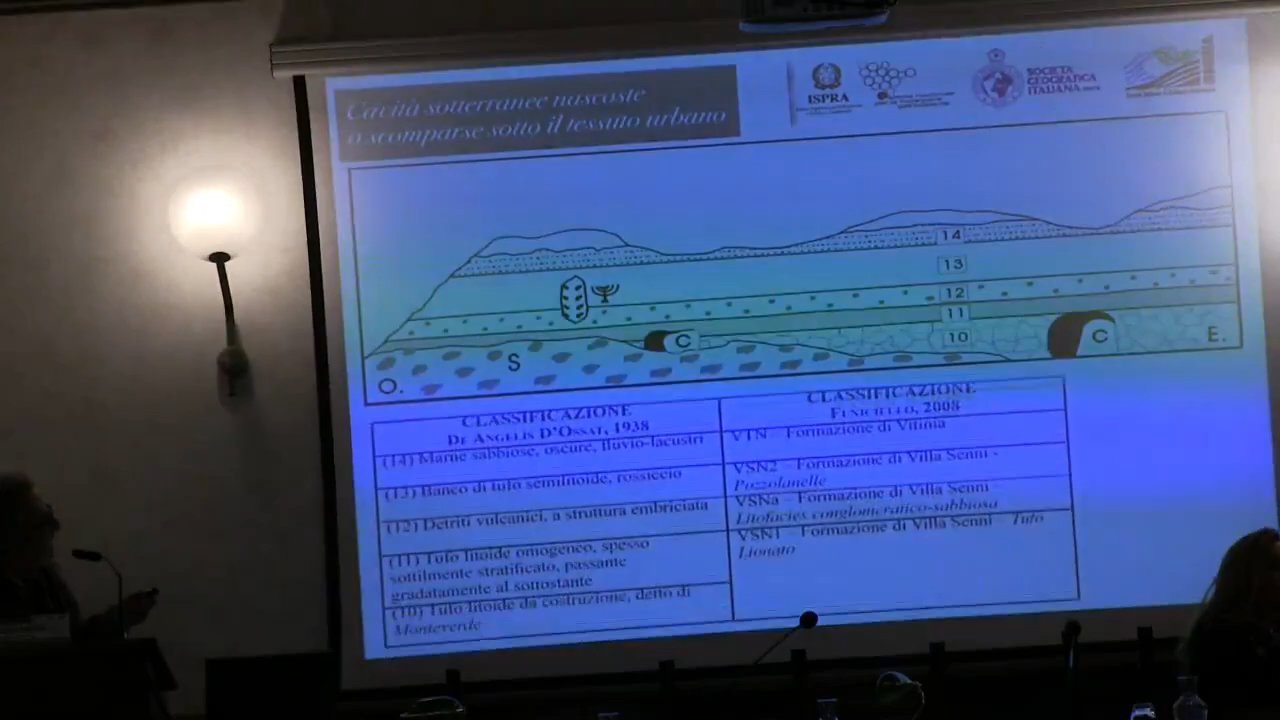 Cavità sotterranee nascoste
o scomparse sotto il tessuto urbano
ISPRA
SOCIETÀ
GEOGRAFICA
ITALIANA
14
13
12
11
10
C
C
S
O.
E.
CLASSIFICAZIONE
DE ANGELIS D'OSSAT, 1938
(14) Marne sabbiose, oscure, fluvio-lacustri
(13) Banco di tufo semilitoide, rossiccio
(12) Detriti vulcanici, a struttura embriciata
(11) Tufo litoide omogeneo, spesso
sottilmente stratificato, passante
gradatamente al sottostante
(10) Tufo litoide da costruzione, detto di
Monteverde
CLASSIFICAZIONE
FUNICIELLO, 2008
VTN - Formazione di Vitinia
VSN2 - Formazione di Villa Senni -
Pozzolanelle
VSNa - Formazione di Villa Senni
Litofacies conglomeratico-sabbiosa
VSN1 - Formazione di Villa Senni - Tufo
Lionato